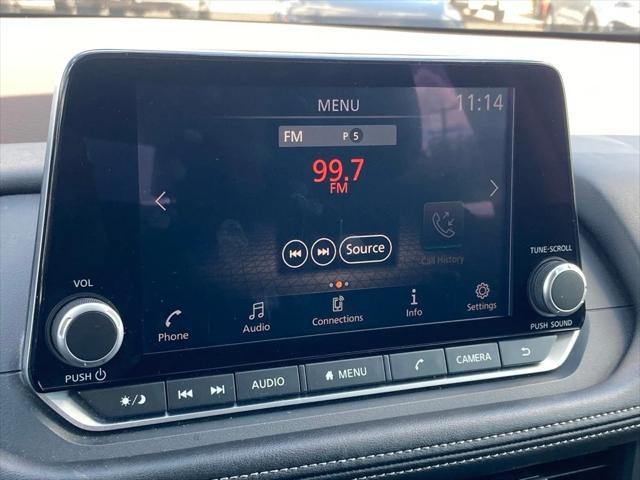 MENU
11:14
FM
P 5
99.7
FM
Source
Call History
Phone
Audio
Connections
Info
Settings
VOL
PUSH
TUNE·SCROLL
PUSH SOUND
AUDIO
MENU
CAMERA